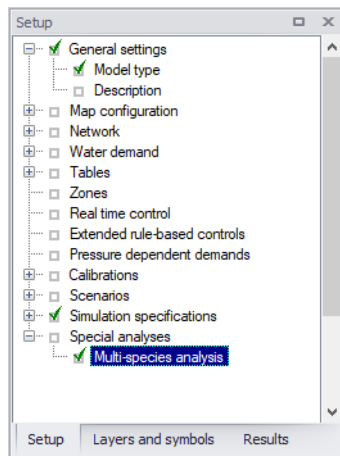 Setup
General settings
Model type
Description
Map configuration
Network
Water demand
Tables
Zones
Real time control
Extended rule-based controls
Pressure dependent demands
Calibrations
Scenarios
Simulation specifications
Special analyses
Multi-species analysis
Setup Layers and symbols Results